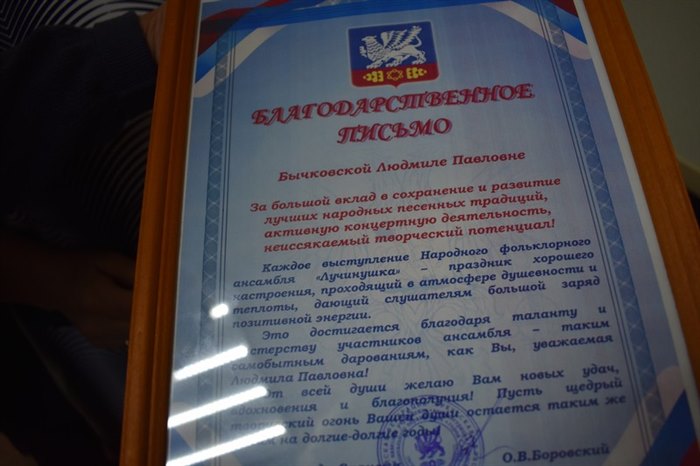 БЛАГОДАРСТВЕННОЕ
ПИСЬМО
Бычковской Людмиле Павловне
За большой вклад в сохранение и развитие
лучших народных песенных традиций,
активную концертную деятельность,
неиссякаемый творческий потенциал!
Каждое выступление Народного фольклорного
ансамбля «Лучинушка» – праздник хорошего
настроения, проходящий в атмосфере душевности и
теплоты, дающий слушателям большой заряд
позитивной энергии.
Это достигается благодаря таланту и
мастерству участников ансамбля – таким
самобытным дарованиям, как Вы, уважаемая
Людмила Павловна!
От всей души желаю Вам новых удач,
вдохновения и благополучия! Пусть щедрый
творческий огонь Вашей души остается таким же
на долгие-долгие годы!
О.В.Боровский